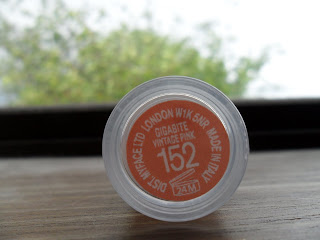 DIST. MYFACE LTD LONDON W1K 5NR MADE IN ITALY
GIGABITE
VINTAGE PINK
152
24M